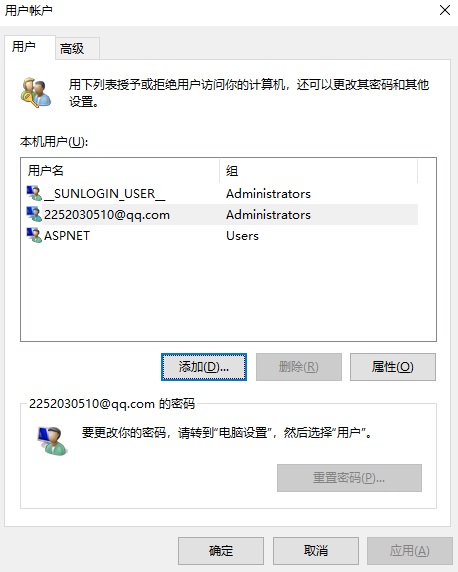 用户帐户
用户
高级
用下列表授予或拒绝用户访问你的计算机，还可以更改其密码和其他
设置。
本机用户(U):
用户名 组
__SUNLOGIN_USER__ Administrators
2252030510@qq.com Administrators
ASPNET Users
添加(D)... 删除(R) 属性(O)
2252030510@qq.com 的密码
要更改你的密码，请转到"电脑设置"，然后选择"用户"。
重置密码(P)...
确定 取消 应用(A)